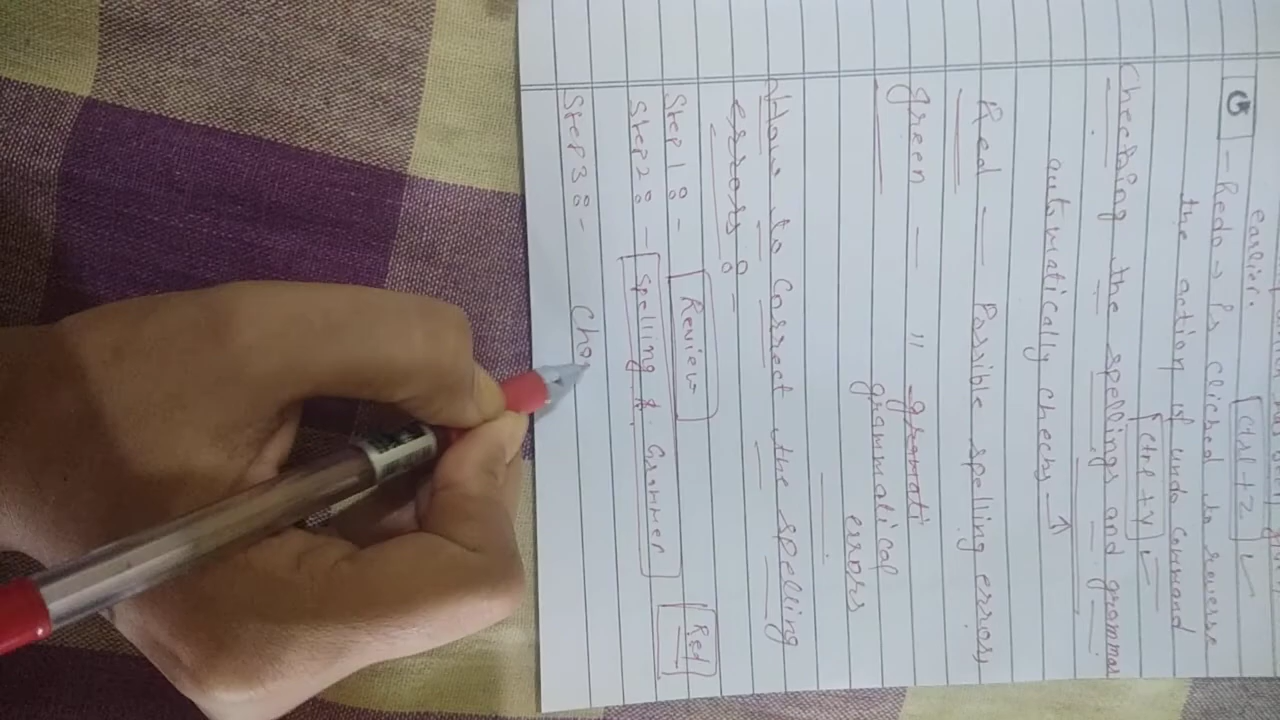 earlier. Ctrl + Z
↻ - Redo → Is clicked to reverse
the action of undo command
Ctrl + Y
Checking the spellings and grammar
automatically checks →
Red — Possible spelling errors
green — " gramati
grammatical
errors
How to correct the spelling
errors :-
Step 1 :- Review Red
Step 2 :- Spelling & Grammer
Step 3 :- Cho